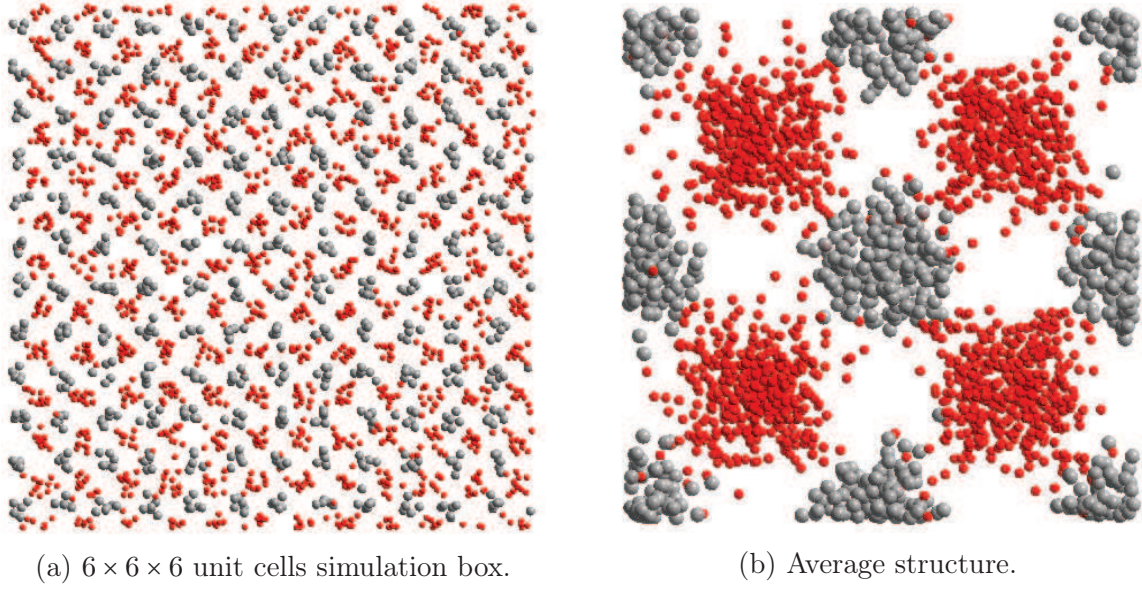 (a) 6 × 6 × 6 unit cells simulation box.
(b) Average structure.